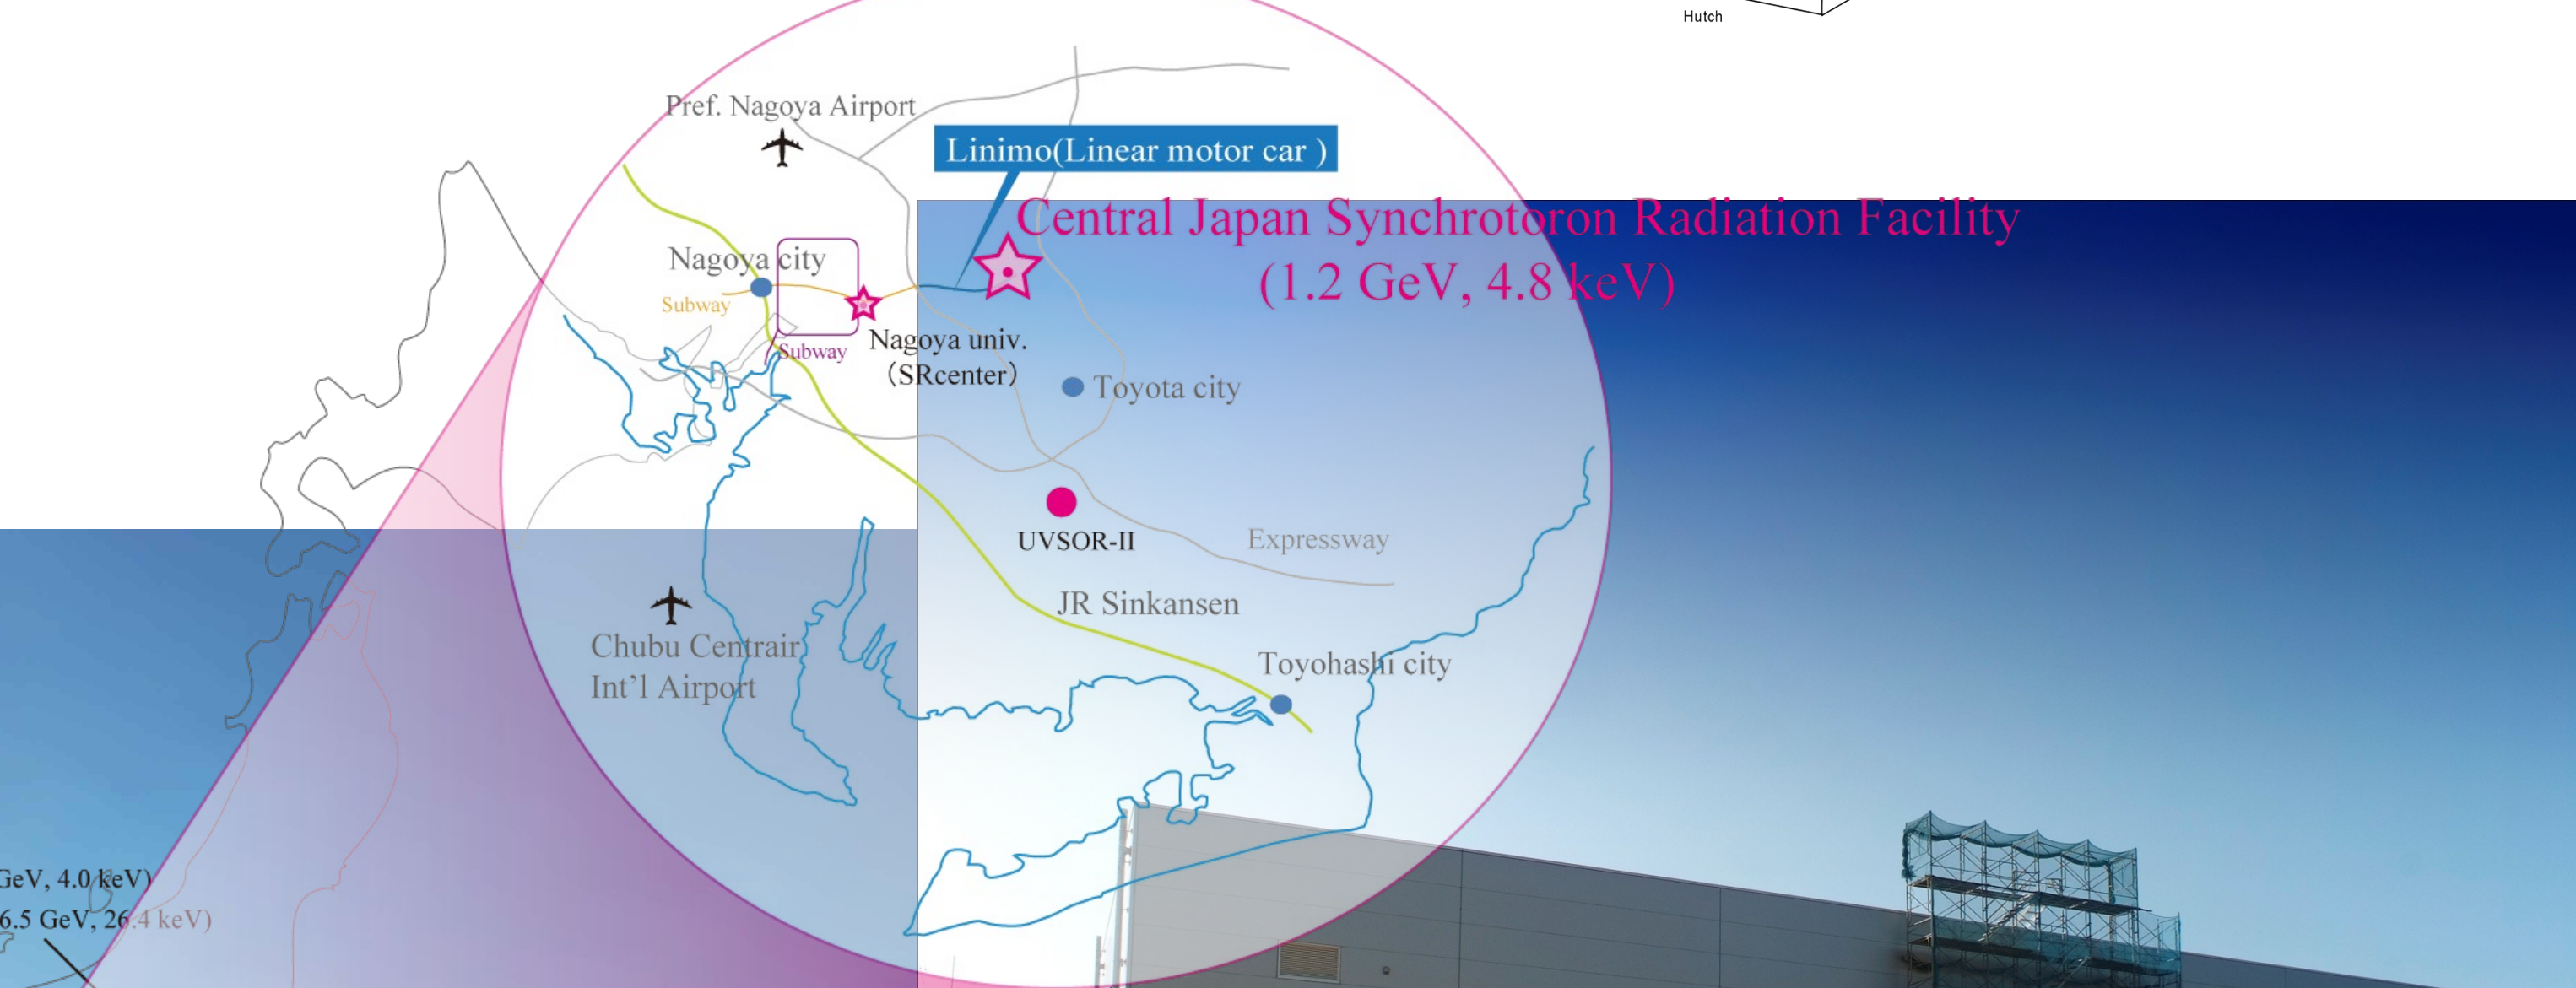 Hutch
Pref. Nagoya Airport
Linimo(Linear motor car )
Central Japan Synchrotoron Radiation Facility
(1.2 GeV, 4.8 keV)
Nagoya city
Subway
Subway
Nagoya univ.
(SRcenter)
Toyota city
UVSOR-II
Expressway
JR Sinkansen
Chubu Centrair
Int'l Airport
Toyohashi city
GeV, 4.0 keV)
6.5 GeV, 26.4 keV)